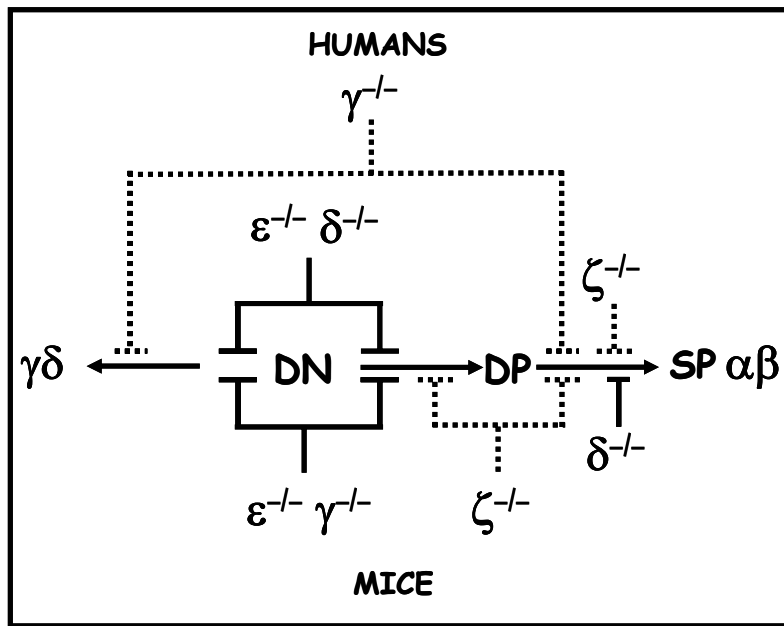 HUMANS
γ–/–
ε–/– δ–/–
ζ–/–
γδ DN DP SP αβ
δ–/–
ε–/– γ–/– ζ–/–
MICE